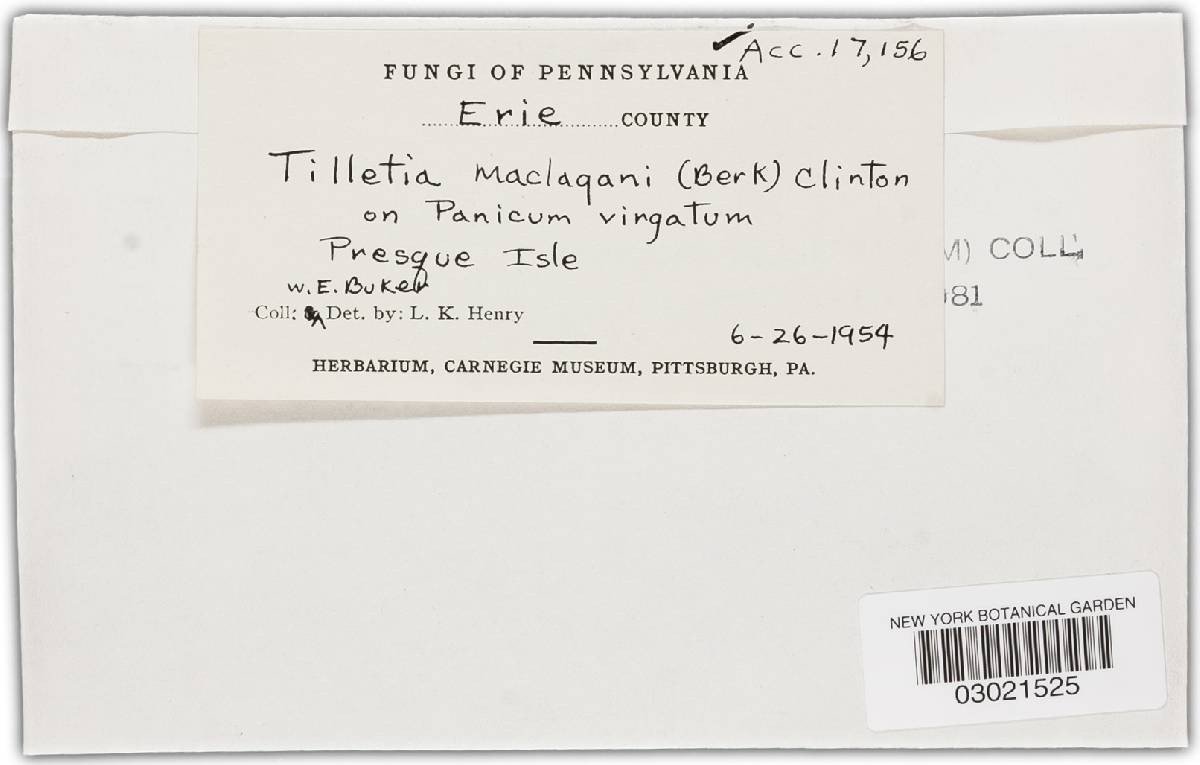 Acc. 17,156
FUNGI OF PENNSYLVANIA
Erie COUNTY
Tilletia maclagani (Berk) Clinton
on Panicum virgatum
Presque Isle
W. E. Buker
Coll: Det. by: L. K. Henry
6-26-1954
HERBARIUM, CARNEGIE MUSEUM, PITTSBURGH, PA.
M) COLL.
81
NEW YORK BOTANICAL GARDEN
03021525